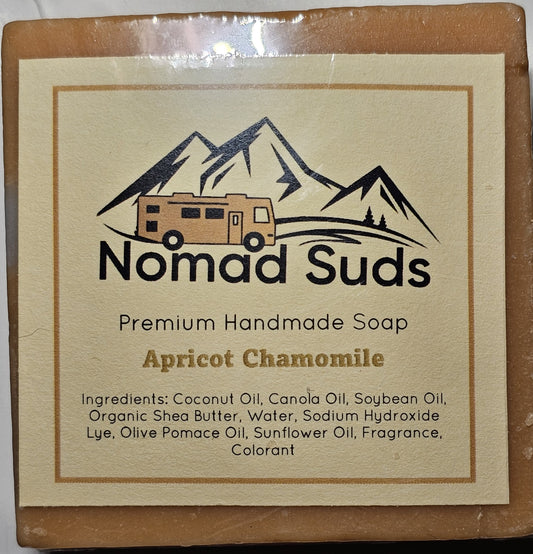 Nomad Suds
Premium Handmade Soap
Apricot Chamomile
Ingredients: Coconut Oil, Canola Oil, Soybean Oil,
Organic Shea Butter, Water, Sodium Hydroxide
Lye, Olive Pomace Oil, Sunflower Oil, Fragrance,
Colorant